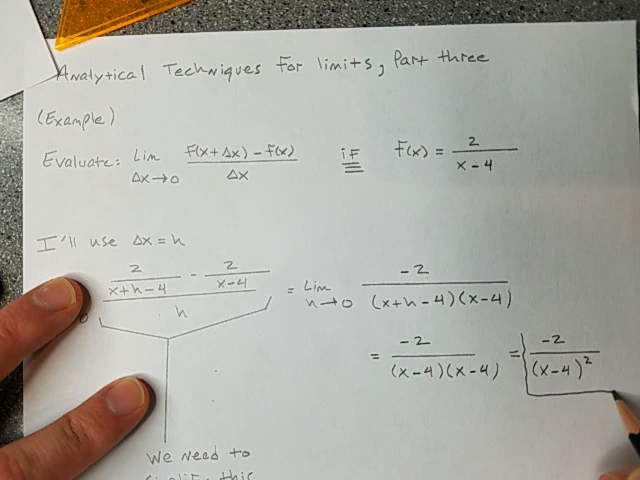 Analytical Techniques for limits, Part three
(Example)
Evaluate: Lim Δx→0 (f(x+Δx) - f(x))/Δx if f(x) = 2/(x-4)
I'll use Δx = h
(2/(x+h-4) - 2/(x-4))/h = Lim h→0 -2/((x+h-4)(x-4))
= -2/((x-4)(x-4)) = -2/(x-4)²
We need to
this